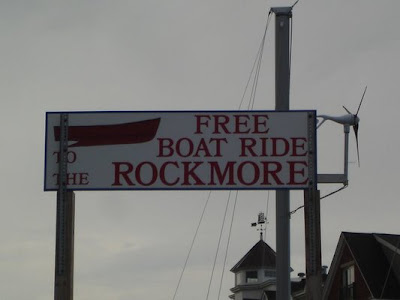 FREE
BOAT RIDE
TO
THE ROCKMORE